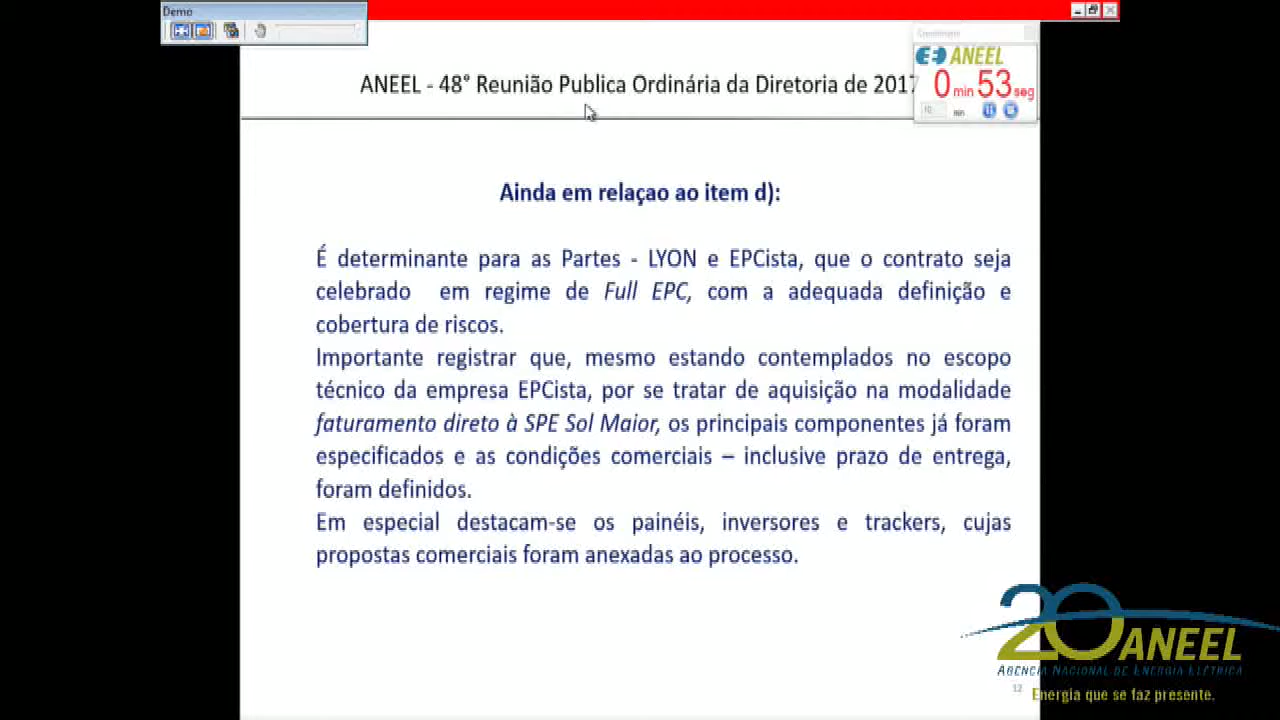 Demo
Cronômetro
ANEEL
0 min 53 seg
10 min
ANEEL - 48° Reunião Publica Ordinária da Diretoria de 2017
Ainda em relaçao ao item d):
É determinante para as Partes - LYON e EPCista, que o contrato seja
celebrado em regime de Full EPC, com a adequada definição e
cobertura de riscos.
Importante registrar que, mesmo estando contemplados no escopo
técnico da empresa EPCista, por se tratar de aquisição na modalidade
faturamento direto à SPE Sol Maior, os principais componentes já foram
especificados e as condições comerciais – inclusive prazo de entrega,
foram definidos.
Em especial destacam-se os painéis, inversores e trackers, cujas
propostas comerciais foram anexadas ao processo.
20 ANEEL
AGÊNCIA NACIONAL DE ENERGIA ELÉTRICA
12
Energia que se faz presente.